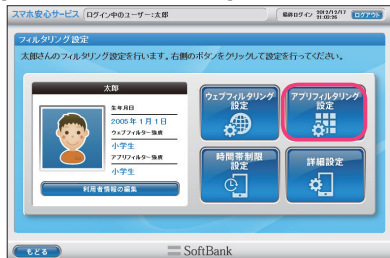 スマホ安心サービス ログイン中のユーザー:太郎 最終ログイン 2012/12/17 21:03:26 ログアウト
フィルタリング設定
太郎さんのフィルタリング設定を行います。右側のボタンをクリックして設定を行ってください。
太郎
生年月日
2005年1月1日
ウェブフィルター強度
小学生
アプリフィルター強度
小学生
利用者情報の編集
ウェブフィルタリング
設定
アプリフィルタリング
設定
時間帯制限
設定
詳細設定
もどる
SoftBank